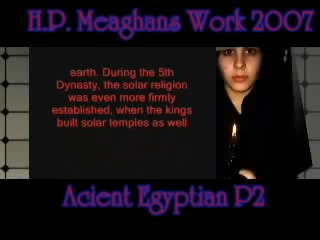 H.P. Meaghans Work 2007
earth. During the 5th
Dynasty, the solar religion
was even more firmly
established, when the kings
built solar temples as well
Acient Egyptian P2